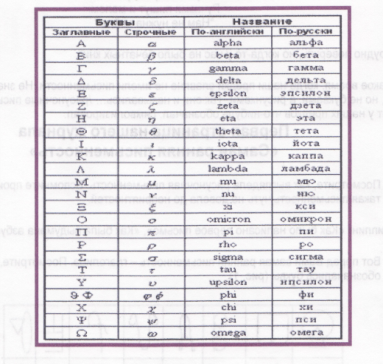 Буквы Название
Заглавные Строчные По-английски По-русски
Α α alpha альфа
Β β beta бета
Γ γ gamma гамма
Δ δ delta дельта
Ε ε epsilon эпсилон
Ζ ζ zeta дзета
Η η eta эта
Θ θ theta тета
Ι ι iota йота
Κ κ kappa каппа
Λ λ lambda ламбада
Μ μ mu мю
Ν ν nu ню
Ξ ξ xa кси
Ο ο omicron омикрон
Π π pi пи
Ρ ρ rho ро
Σ σ sigma сигма
Τ τ tau тау
Υ υ upsilon ипсилон
ϑ Φ φ ϕ phi фи
Χ χ chi хи
Ψ ψ psi пси
Ω ω omega омега